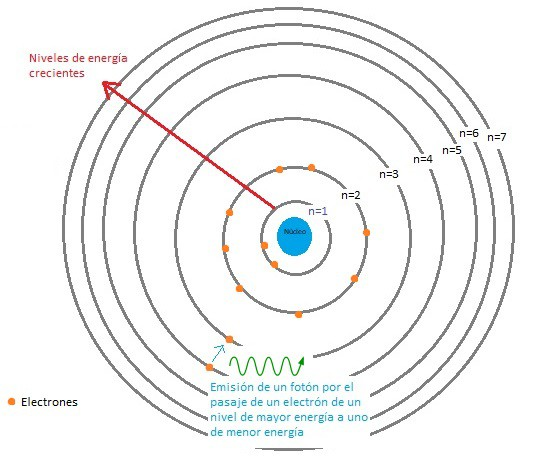 Niveles de energía
crecientes
n=1
n=2
n=3
n=4
n=5
n=6
n=7
Núcleo
Emisión de un fotón por el
pasaje de un electrón de un
nivel de mayor energía a uno
de menor energía
Electrones